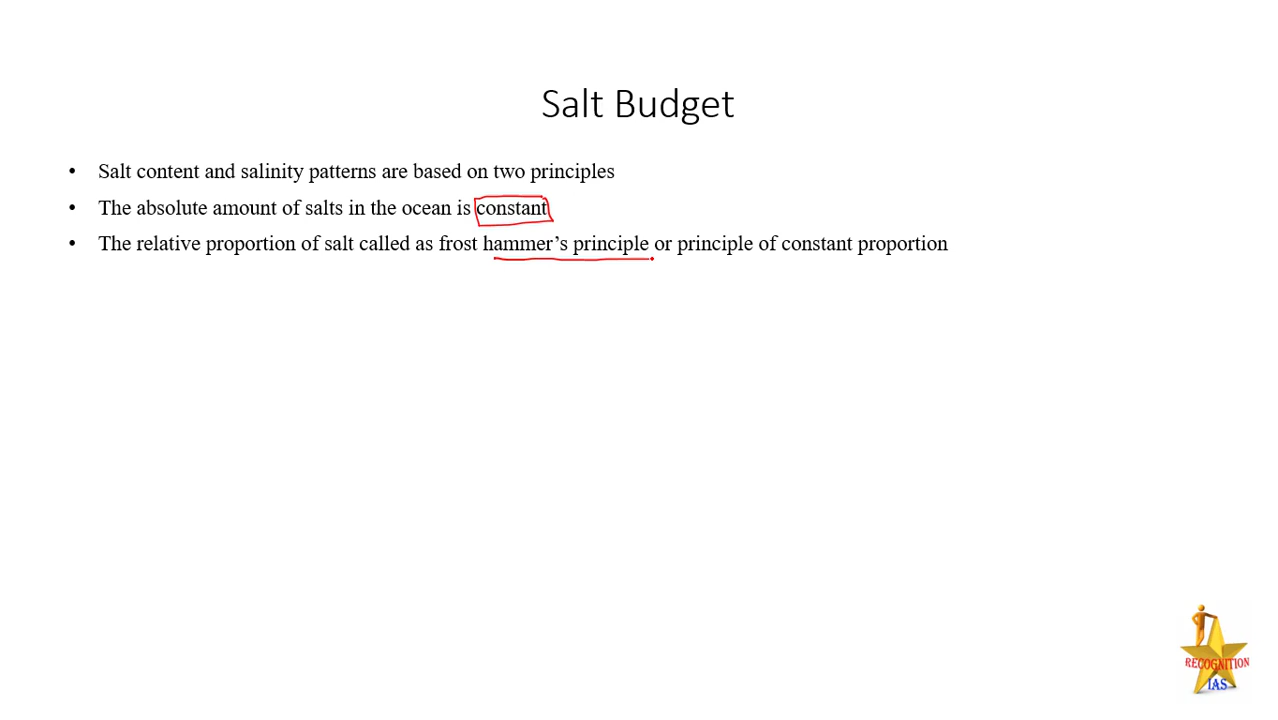 Salt Budget
• Salt content and salinity patterns are based on two principles
• The absolute amount of salts in the ocean is constant
• The relative proportion of salt called as frost hammer’s principle or principle of constant proportion
RECOGNITION
IAS